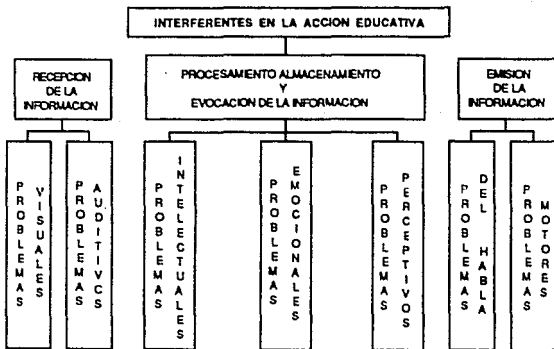 INTERFERENTES EN LA ACCION EDUCATIVA
RECEPCION
DE LA
INFORMACION
PROCESAMIENTO ALMACENAMIENTO
Y
EVOCACION DE LA INFORMACION
EMISION
DE LA
INFORMACION
PROBLEMAS
VISUALES
PROBLEMAS
AUDITIVOS
PROBLEMAS
INTELECTUALES
PROBLEMAS
EMOCIONALES
PROBLEMAS
PERCEPTIVOS
PROBLEMAS
DEL HABLA
PROBLEMAS
MOTORES